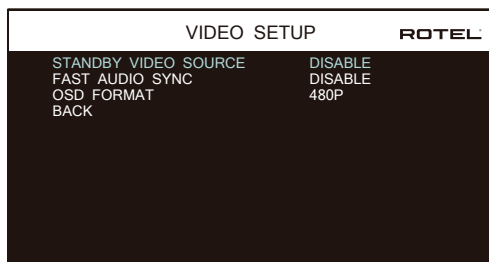 VIDEO SETUP ROTEL
STANDBY VIDEO SOURCE DISABLE
FAST AUDIO SYNC DISABLE
OSD FORMAT 480P
BACK